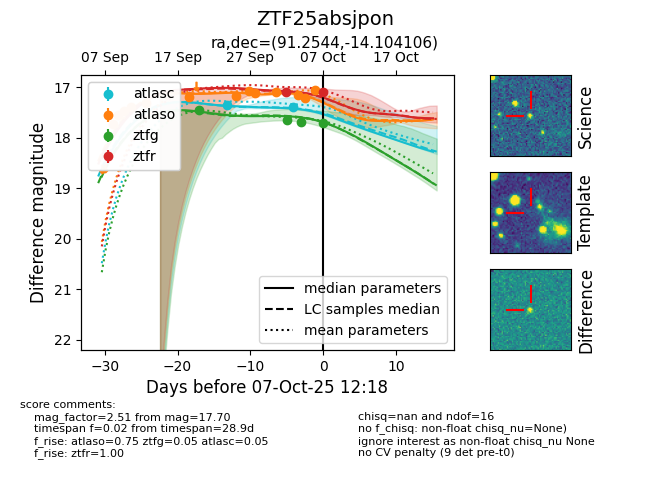 ZTF25absjpon
ra,dec=(91.2544,-14.104106)
07 Sep 17 Sep 27 Sep 07 Oct 17 Oct
17
18
19
20
21
22
Difference magnitude
atlasc
atlaso
ztfg
ztfr
median parameters
LC samples median
mean parameters
−30 −20 −10 0 10
Days before 07-Oct-25 12:18
Science
Template
Difference
score comments:
mag_factor=2.51 from mag=17.70
timespan f=0.02 from timespan=28.9d
f_rise: atlaso=0.75 ztfg=0.05 atlasc=0.05
f_rise: ztfr=1.00
chisq=nan and ndof=16
no f_chisq: non-float chisq_nu=None)
ignore interest as non-float chisq_nu None
no CV penalty (9 det pre-t0)